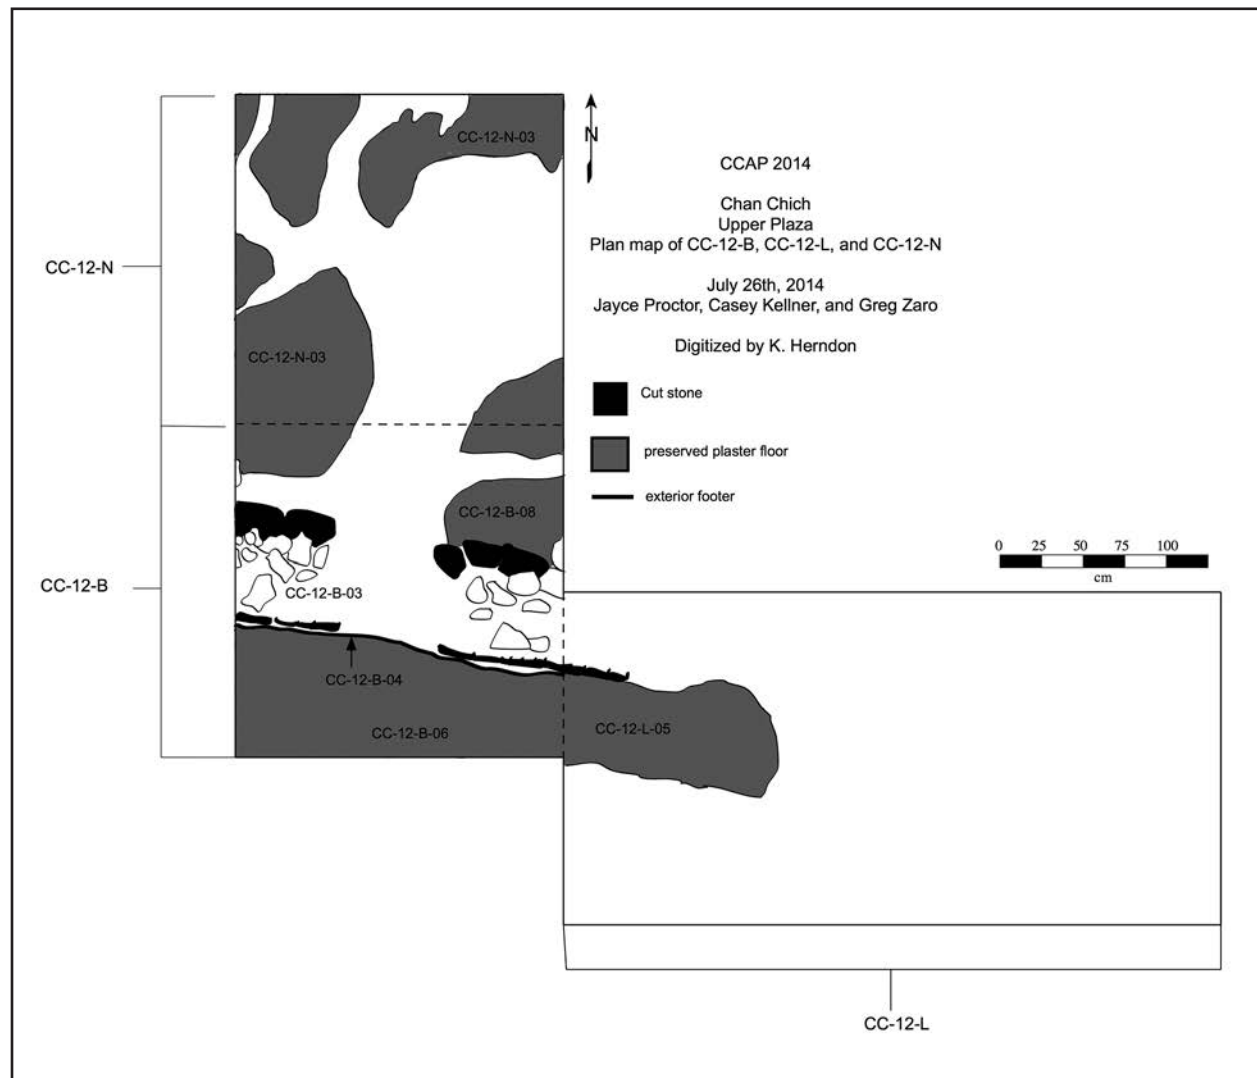 CC-12-N-03
N
CCAP 2014
Chan Chich
Upper Plaza
Plan map of CC-12-B, CC-12-L, and CC-12-N
July 26th, 2014
Jayce Proctor, Casey Kellner, and Greg Zaro
Digitized by K. Herndon
CC-12-N
CC-12-N-03
Cut stone
preserved plaster floor
exterior footer
CC-12-B-08
0 25 50 75 100
cm
CC-12-B
CC-12-B-03
CC-12-B-04
CC-12-B-06
CC-12-L-05
CC-12-L